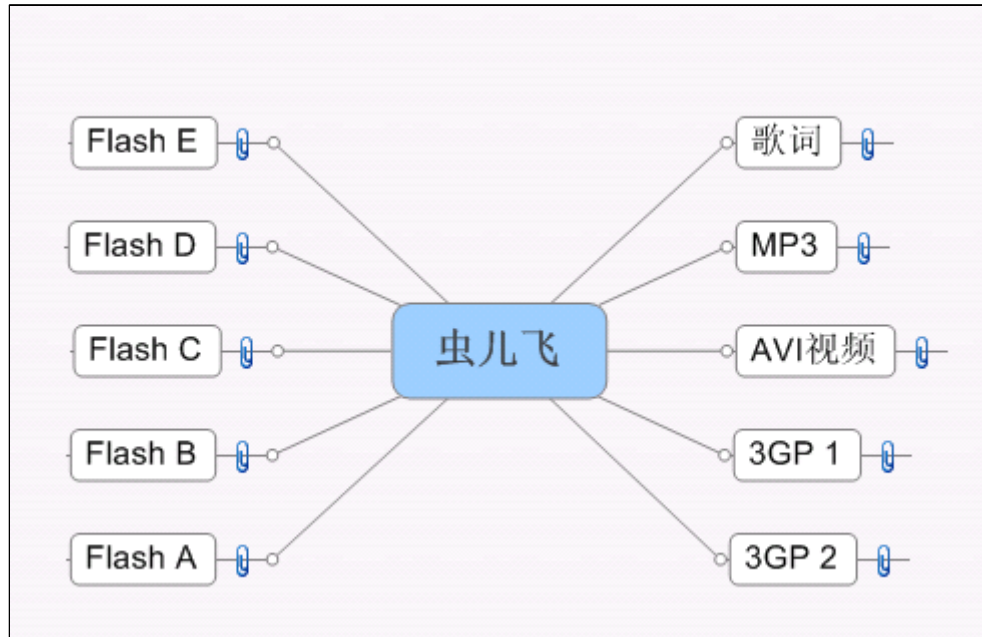 Flash E
歌词
Flash D
MP3
虫儿飞
Flash C
AVI视频
Flash B
3GP 1
Flash A
3GP 2